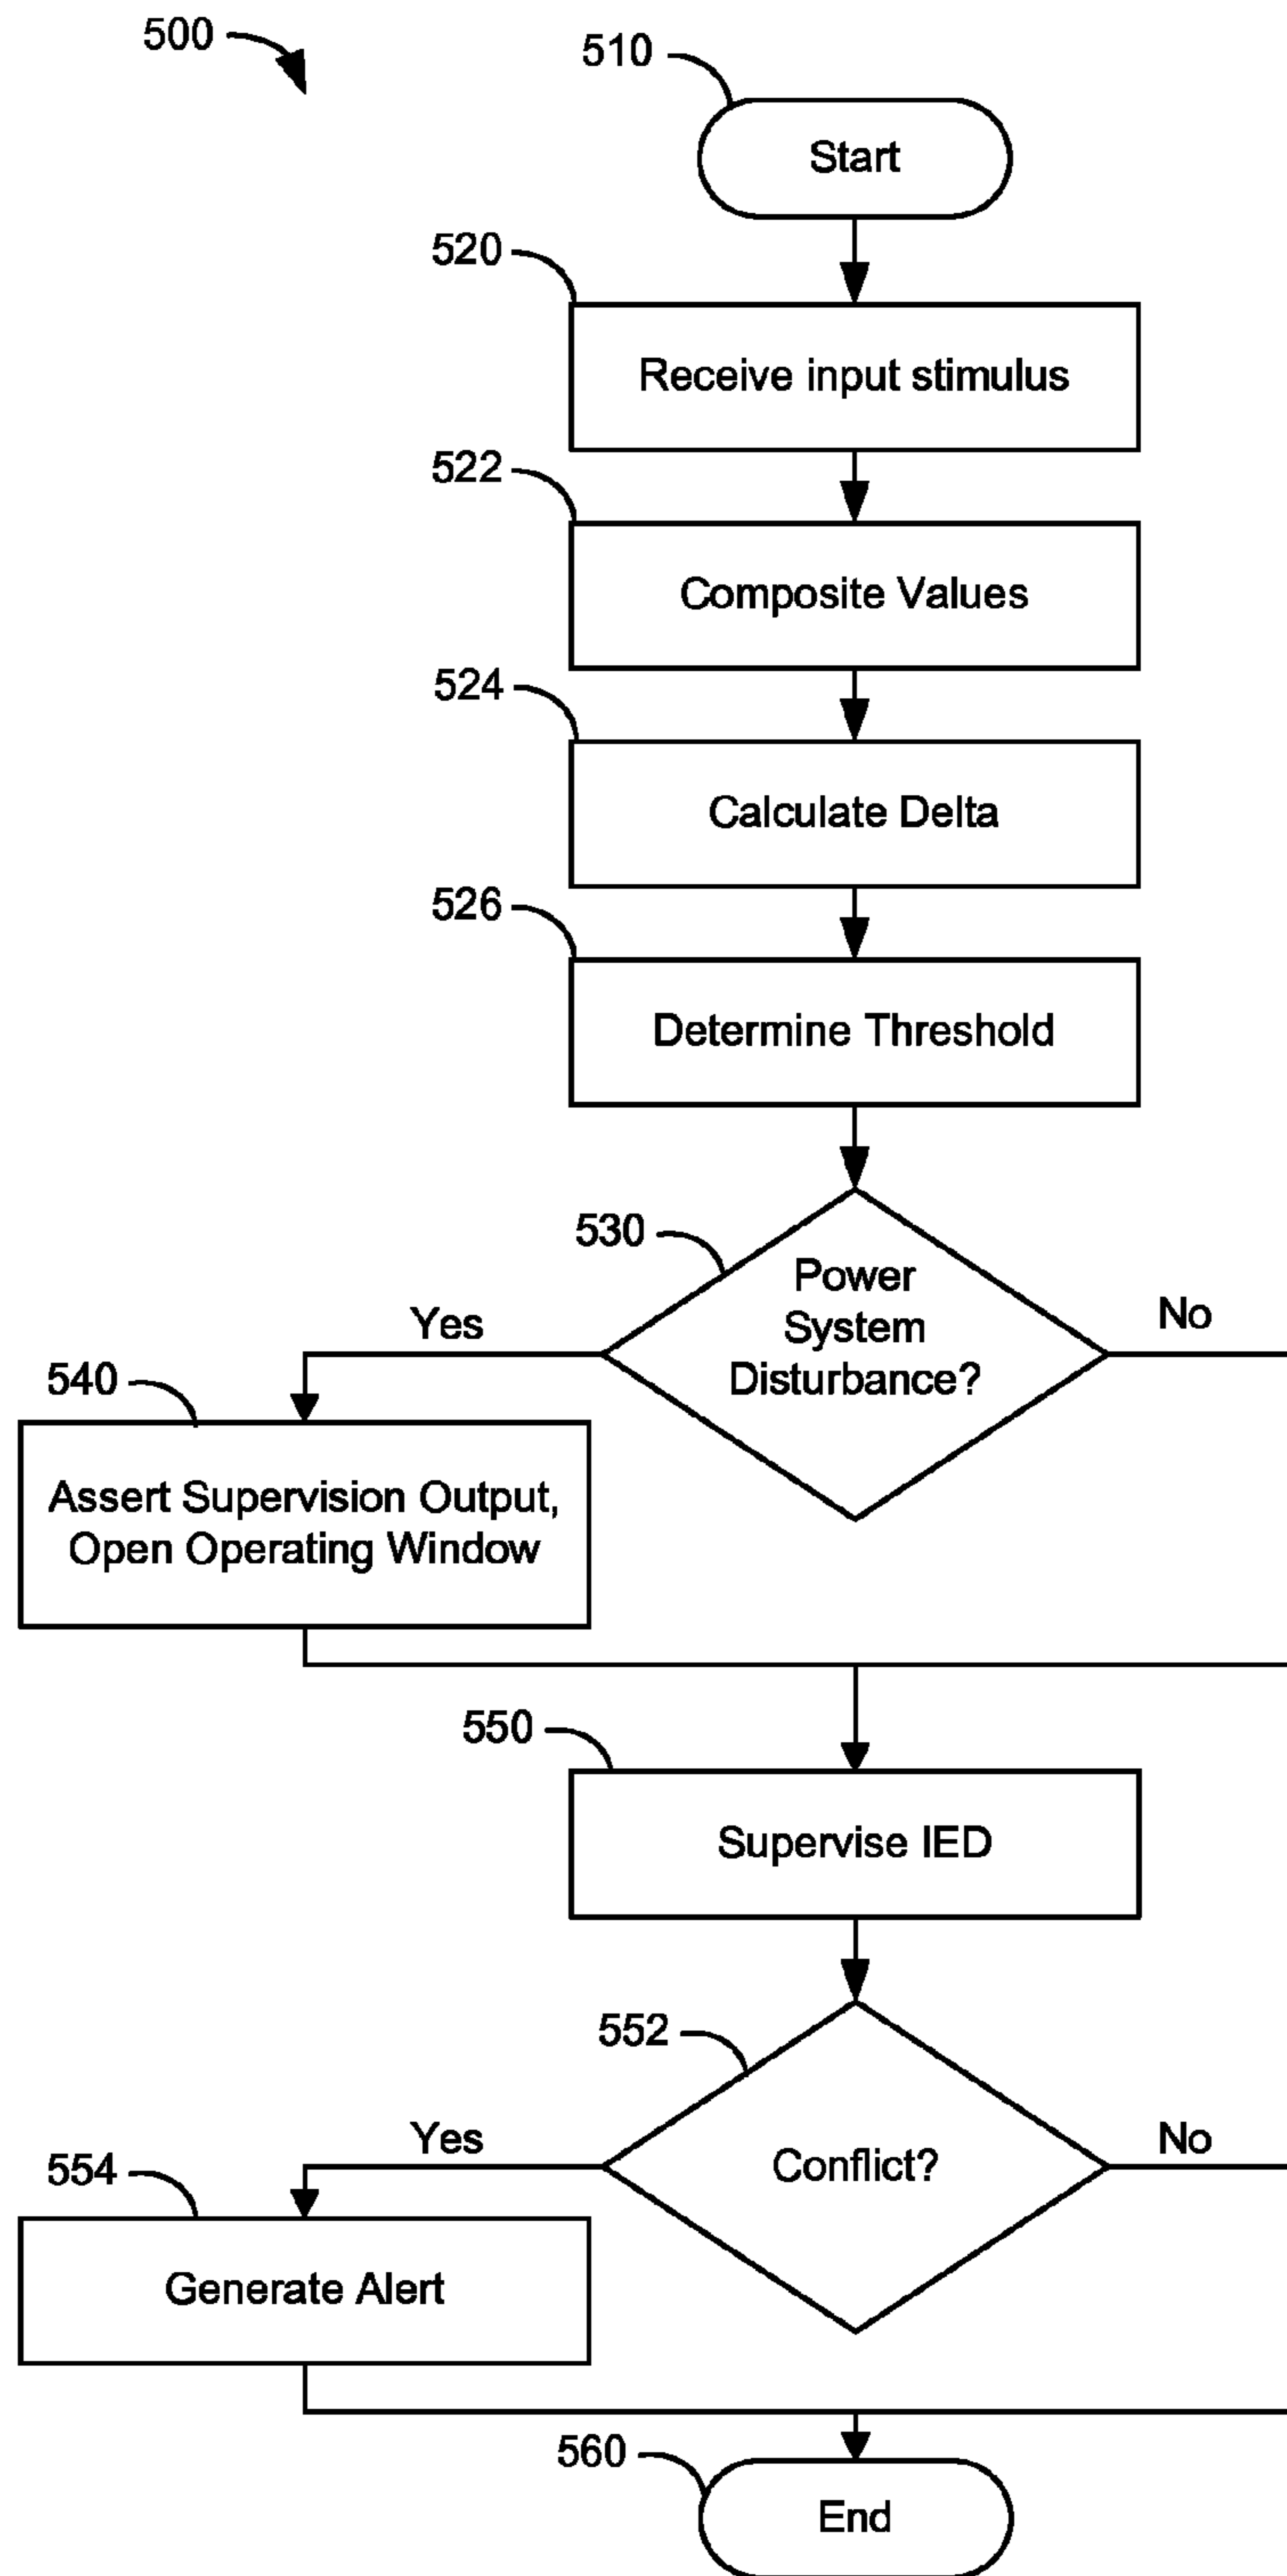 500
510
Start
520
Receive input stimulus
522
Composite Values
524
Calculate Delta
526
Determine Threshold
530
Power
System
Disturbance?
Yes
No
540
Assert Supervision Output,
Open Operating Window
550
Supervise IED
552
Conflict?
Yes
No
554
Generate Alert
560
End